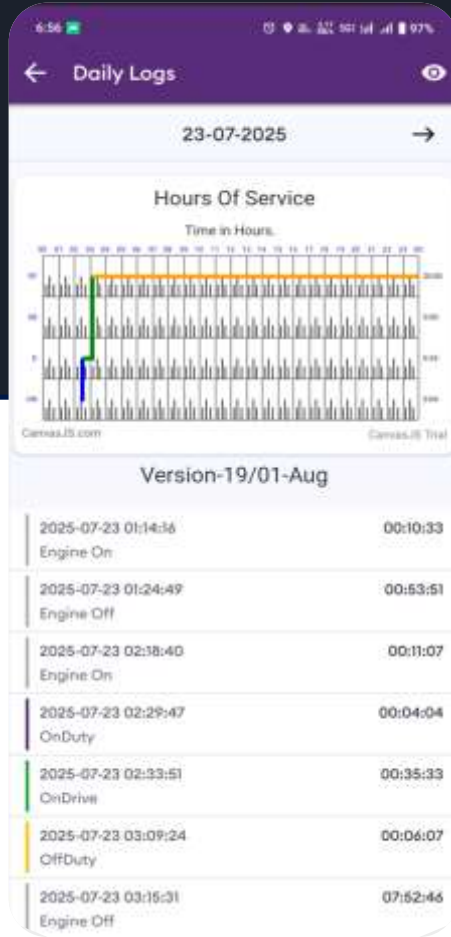 6:56
97%
Daily Logs
23-07-2025
Hours Of Service
Time in Hours.
CanvasJS.com
CanvasJS Trial
Version-19/01-Aug
2025-07-23 01:14:16
00:10:33
Engine On
2025-07-23 01:24:49
00:53:51
Engine Off
2025-07-23 02:18:40
00:11:07
Engine On
2025-07-23 02:29:47
00:04:04
OnDuty
2025-07-23 02:33:51
00:35:33
OnDrive
2025-07-23 03:09:24
00:06:07
OffDuty
2025-07-23 03:15:31
07:52:46
Engine Off